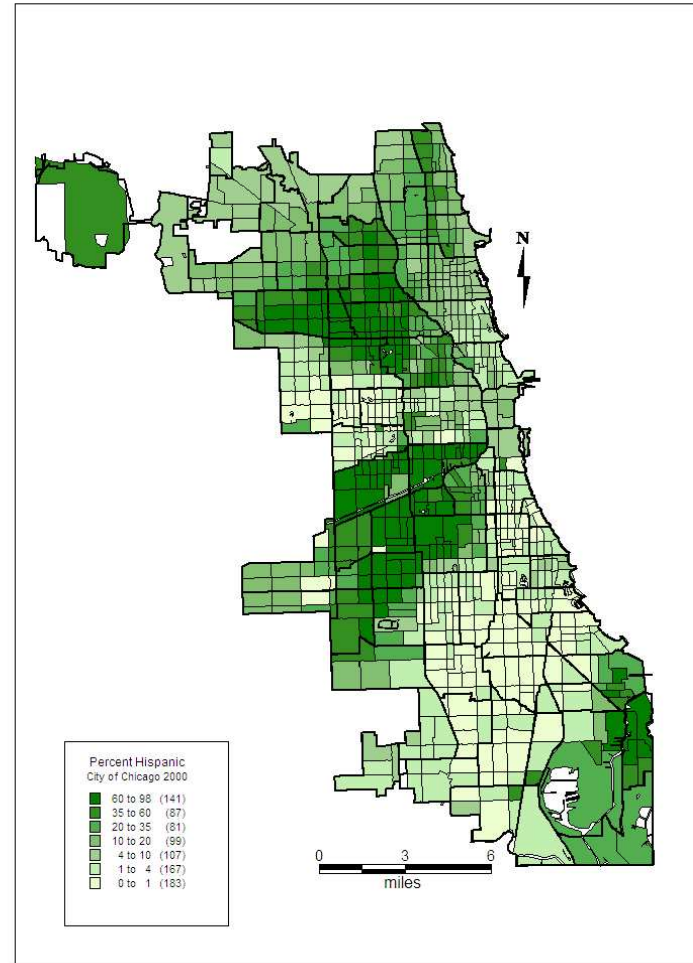 N
Percent Hispanic
City of Chicago 2000
60 to 98 (141)
35 to 60 (87)
20 to 35 (81)
10 to 20 (99)
4 to 10 (107)
1 to 4 (167)
0 to 1 (183)
0 3 6
miles